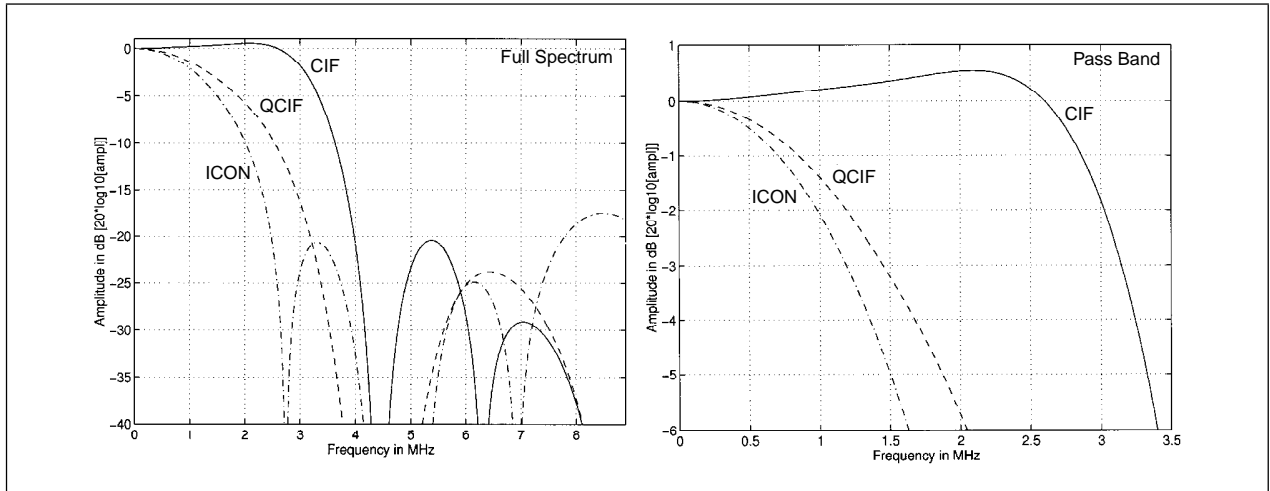 Full Spectrum
CIF
QCIF
ICON
0
−5
−10
−15
−20
−25
−30
−35
−40
0
1
2
3
4
5
6
7
8
Amplitude in dB [20*log10[ampl]]
Frequency in MHz
Pass Band
CIF
QCIF
ICON
1
0
−1
−2
−3
−4
−5
−6
0
0.5
1
1.5
2
2.5
3
3.5
Amplitude in dB [20*log10[ampl]]
Frequency in MHz